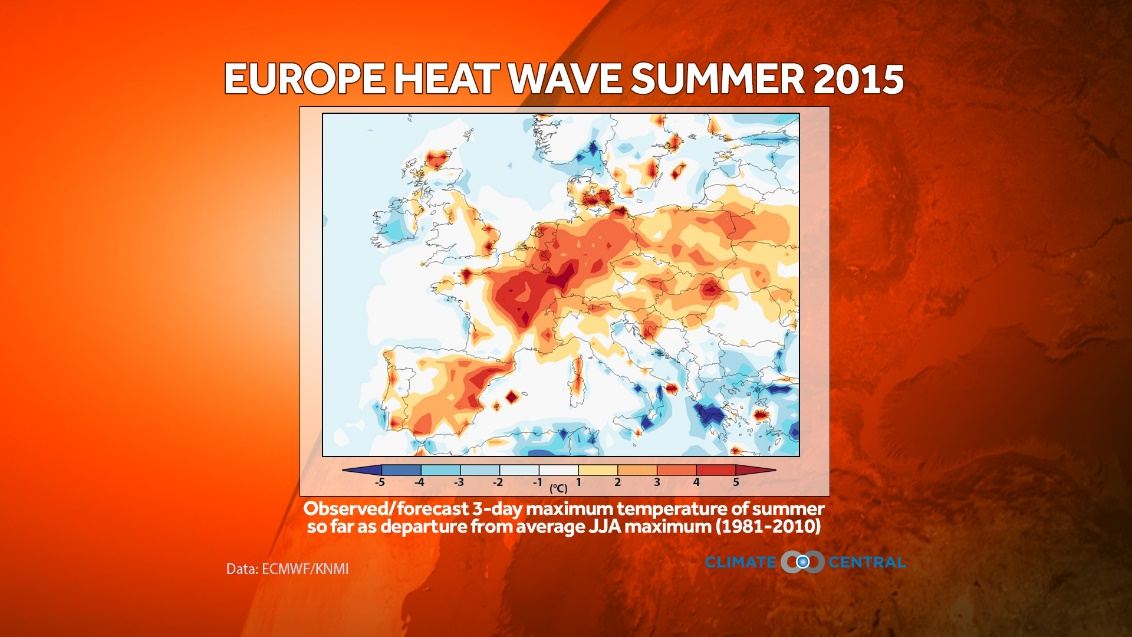 EUROPE HEAT WAVE SUMMER 2015
-5 -4 -3 -2 -1 1 2 3 4 5
(°C)
Observed/forecast 3-day maximum temperature of summer
so far as departure from average JJA maximum (1981-2010)
Data: ECMWF/KNMI
CLIMATE CENTRAL